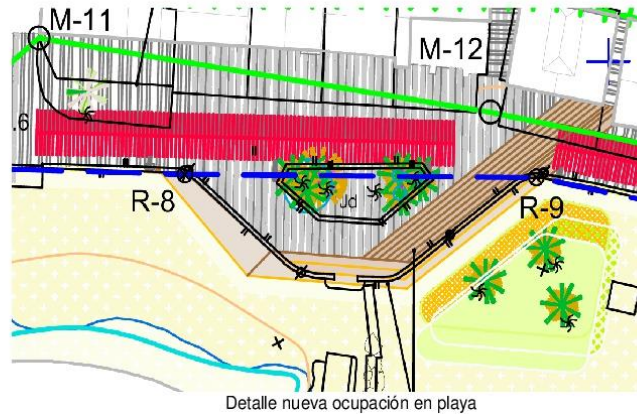 M-11
M-12
.6
R-8
Jd
R-9
Detalle nueva ocupación en playa